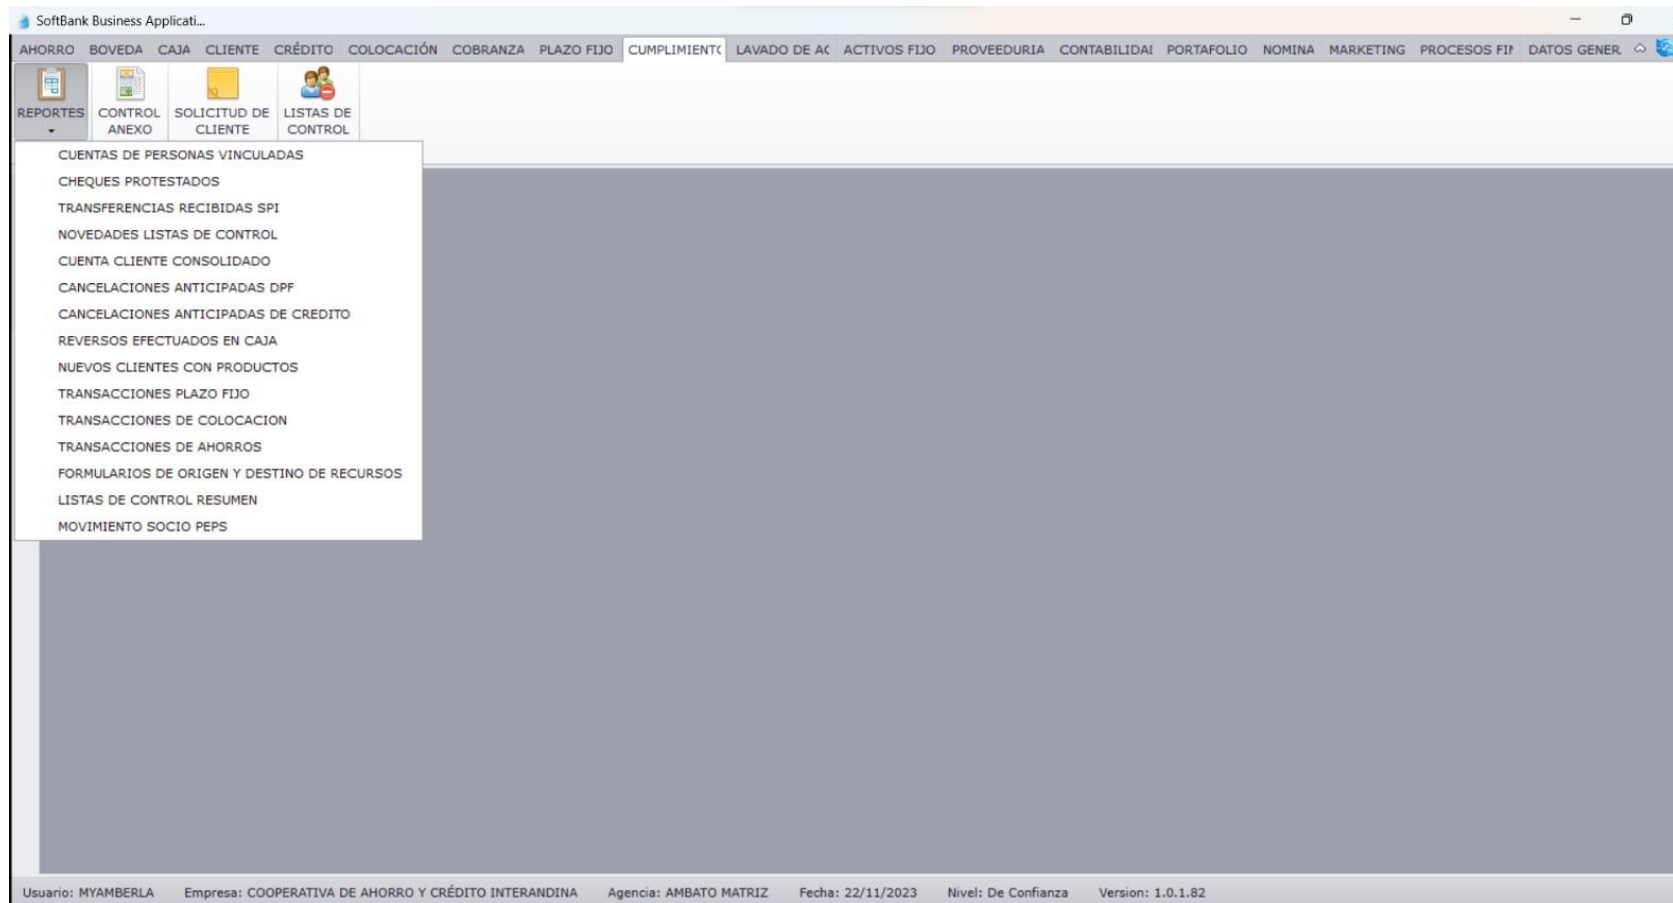 SoftBank Business Applicati...
AHORRO BOVEDA CAJA CLIENTE CRÉDITO COLOCACIÓN COBRANZA PLAZO FIJO CUMPLIMIENTO LAVADO DE AC ACTIVOS FIJO PROVEEDURIA CONTABILIDAI PORTAFOLIO NOMINA MARKETING PROCESOS FIN DATOS GENER.
REPORTES CONTROL ANEXO SOLICITUD DE CLIENTE LISTAS DE CONTROL
CUENTAS DE PERSONAS VINCULADAS
CHEQUES PROTESTADOS
TRANSFERENCIAS RECIBIDAS SPI
NOVEDADES LISTAS DE CONTROL
CUENTA CLIENTE CONSOLIDADO
CANCELACIONES ANTICIPADAS DPF
CANCELACIONES ANTICIPADAS DE CREDITO
REVERSOS EFECTUADOS EN CAJA
NUEVOS CLIENTES CON PRODUCTOS
TRANSACCIONES PLAZO FIJO
TRANSACCIONES DE COLOCACION
TRANSACCIONES DE AHORROS
FORMULARIOS DE ORIGEN Y DESTINO DE RECURSOS
LISTAS DE CONTROL RESUMEN
MOVIMIENTO SOCIO PEPS
Usuario: MYAMBERLA Empresa: COOPERATIVA DE AHORRO Y CRÉDITO INTERANDINA Agencia: AMBATO MATRIZ Fecha: 22/11/2023 Nivel: De Confianza Version: 1.0.1.82